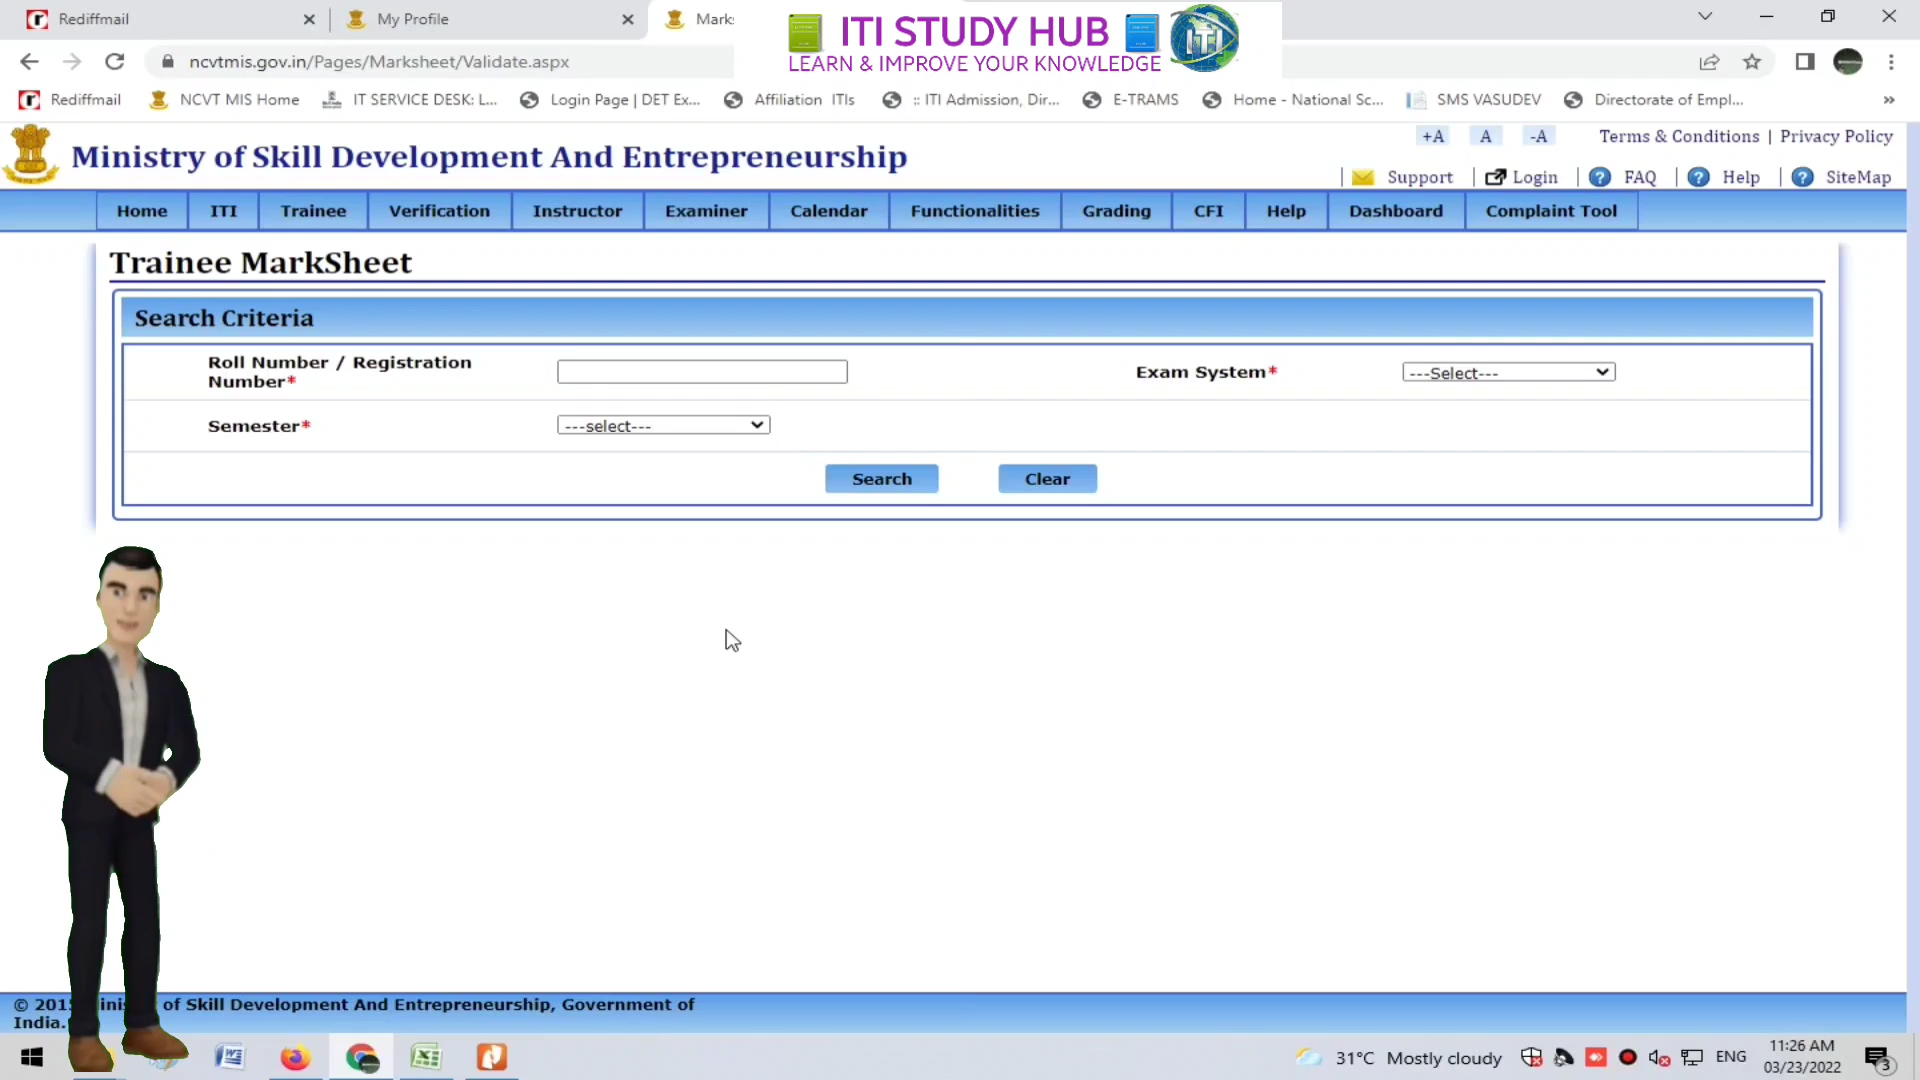 Rediffmail
My Profile
Marks
ITI STUDY HUB
LEARN & IMPROVE YOUR KNOWLEDGE
ITI
ncvtmis.gov.in/Pages/Marksheet/Validate.aspx
Rediffmail
NCVT MIS Home
IT SERVICE DESK: L...
Login Page | DET Ex...
Affiliation ITIs
:: ITI Admission, Dir...
E-TRAMS
Home - National Sc...
SMS VASUDEV
Directorate of Empl...
»
+A A -A
Terms & Conditions | Privacy Policy
Ministry of Skill Development And Entrepreneurship
Support | Login | FAQ | Help | SiteMap
Home ITI Trainee Verification Instructor Examiner Calendar Functionalities Grading CFI Help Dashboard Complaint Tool
Trainee MarkSheet
Search Criteria
Roll Number / Registration
Number*
Exam System*
---Select---
Semester*
---select---
Search
Clear
of Skill Development And Entrepreneurship, Government of
India.
31°C Mostly cloudy
ENG
11:26 AM
03/23/2022
3